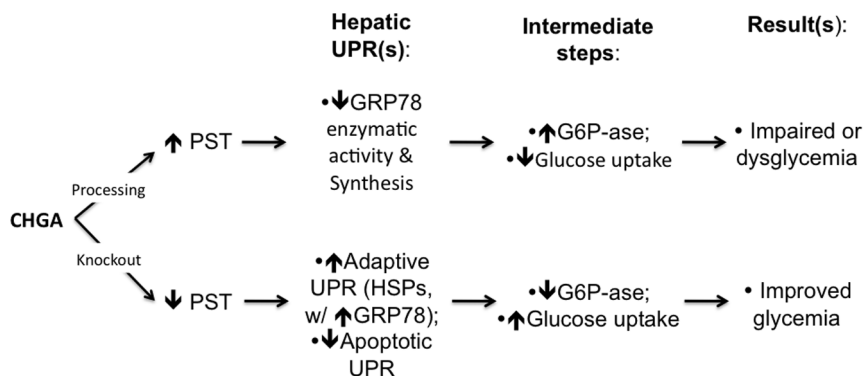 Hepatic
UPR(s):
Intermediate
steps:
Result(s):
CHGA
Processing
Knockout
↑ PST
•↓GRP78
enzymatic
activity &
Synthesis
•↑G6P-ase;
•↓Glucose uptake
• Impaired or
dysglycemia
↓ PST
•↑Adaptive
UPR (HSPs,
w/ ↑GRP78);
•↓Apoptotic
UPR
•↓G6P-ase;
•↑Glucose uptake
• Improved
glycemia